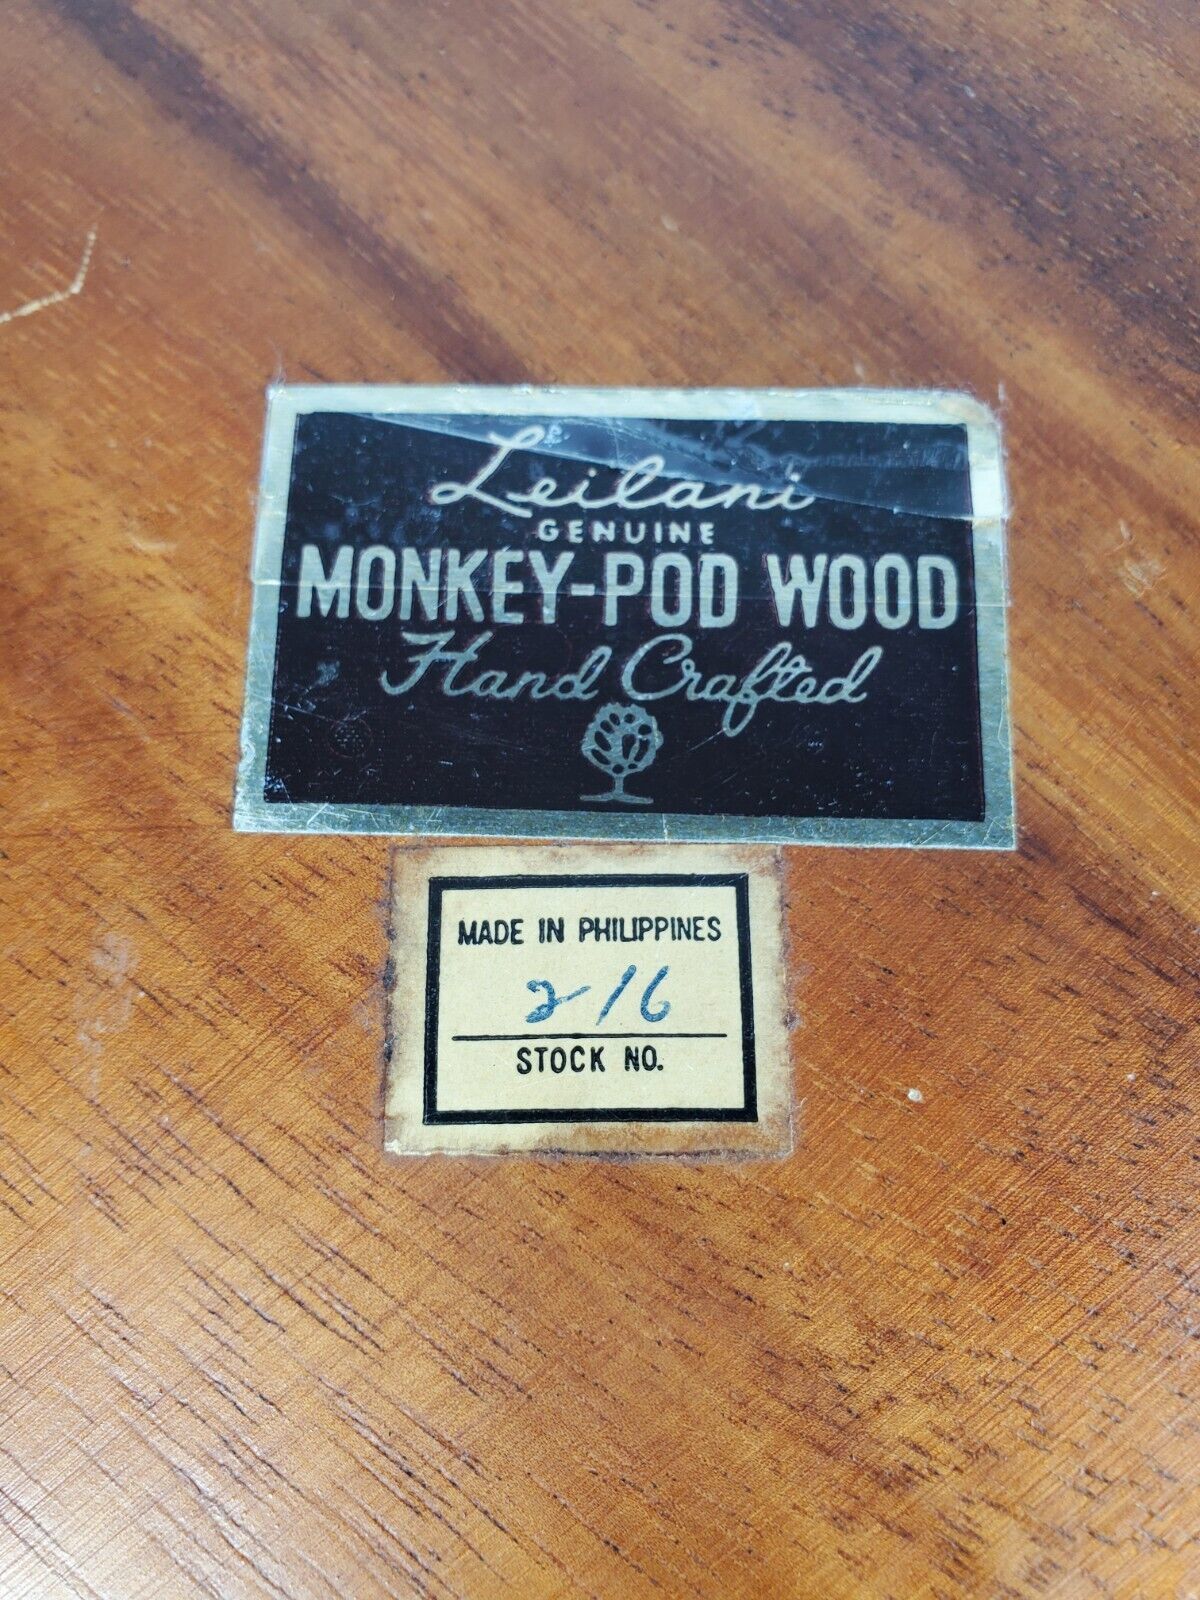 Leilani
GENUINE
MONKEY-POD WOOD
Hand Crafted
MADE IN PHILIPPINES
216
STOCK NO.